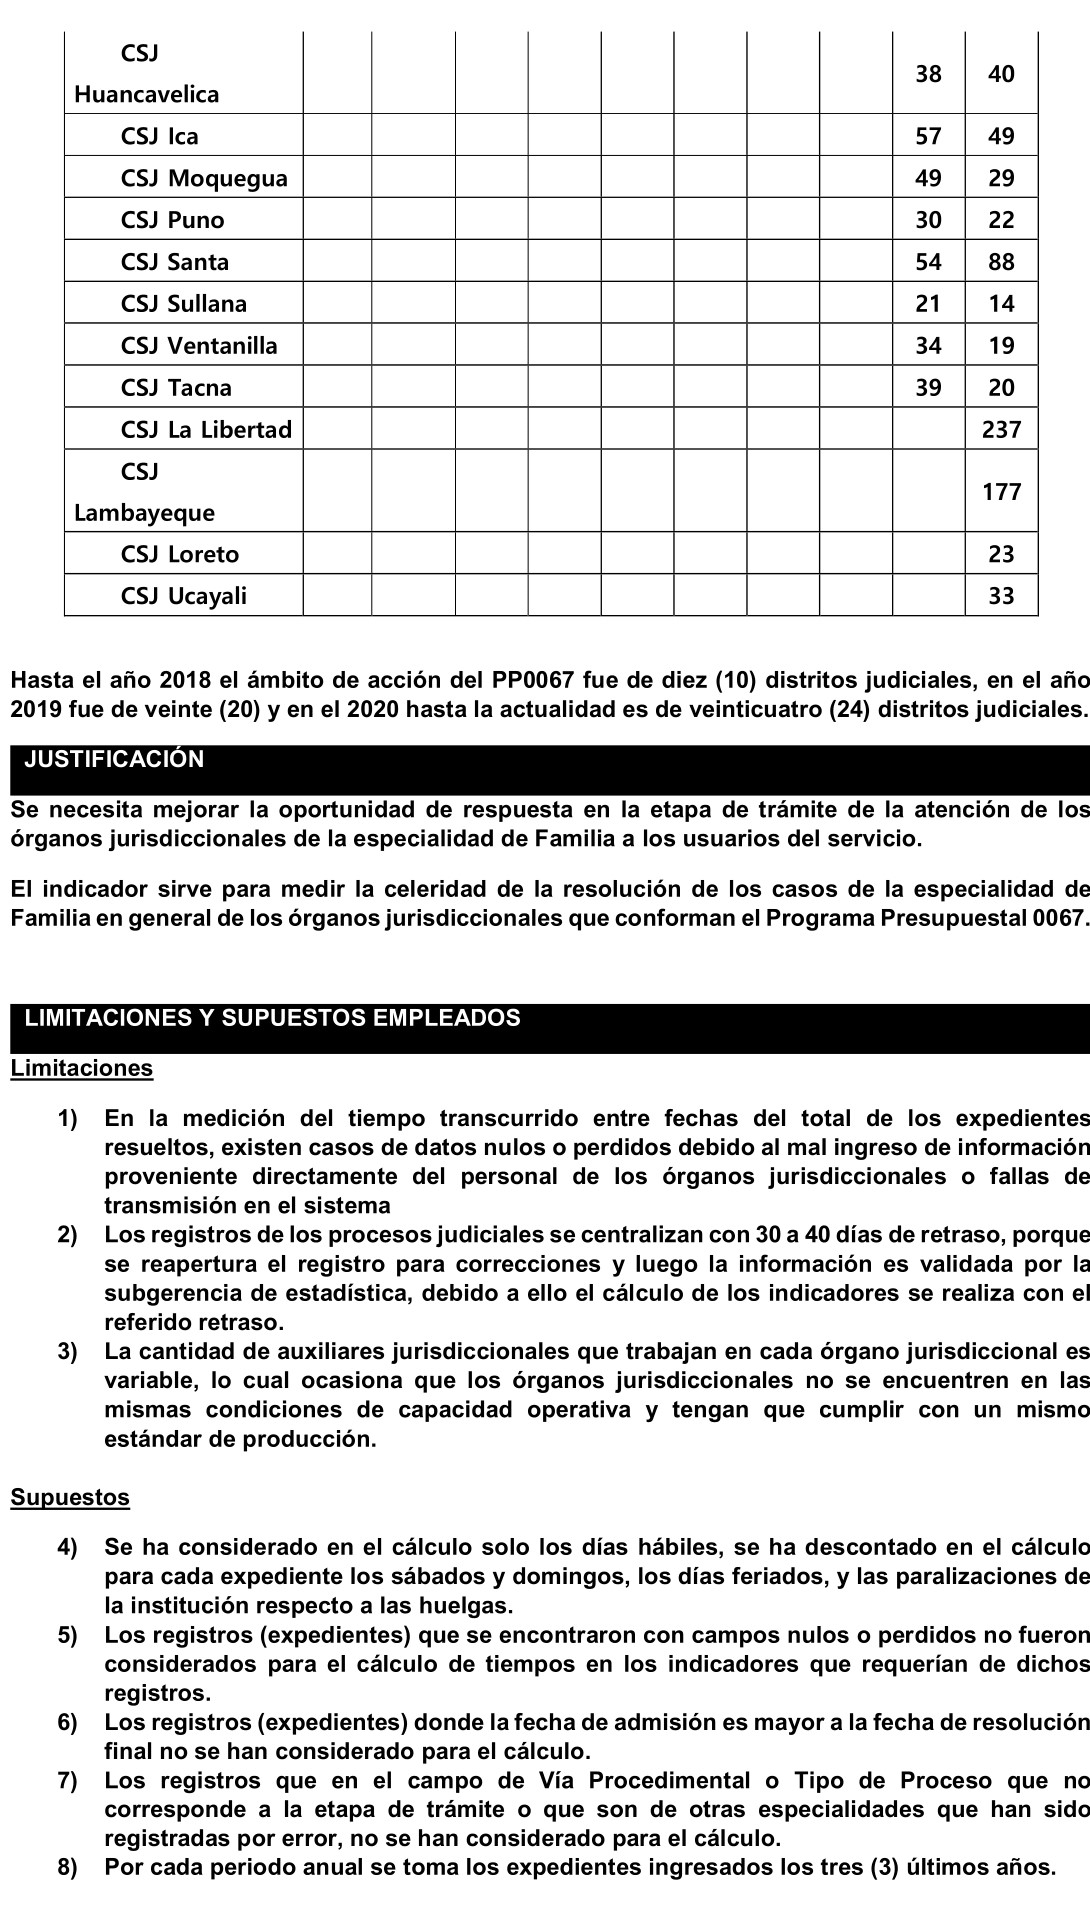 CSJ
Huancavelica 38 40
CSJ Ica 57 49
CSJ Moquegua 49 29
CSJ Puno 30 22
CSJ Santa 54 88
CSJ Sullana 21 14
CSJ Ventanilla 34 19
CSJ Tacna 39 20
CSJ La Libertad 237
CSJ
Lambayeque 177
CSJ Loreto 23
CSJ Ucayali 33
Hasta el año 2018 el ámbito de acción del PP0067 fue de diez (10) distritos judiciales, en el año
2019 fue de veinte (20) y en el 2020 hasta la actualidad es de veinticuatro (24) distritos judiciales.
JUSTIFICACIÓN
Se necesita mejorar la oportunidad de respuesta en la etapa de trámite de la atención de los
órganos jurisdiccionales de la especialidad de Familia a los usuarios del servicio.
El indicador sirve para medir la celeridad de la resolución de los casos de la especialidad de
Familia en general de los órganos jurisdiccionales que conforman el Programa Presupuestal 0067.
LIMITACIONES Y SUPUESTOS EMPLEADOS
Limitaciones
1) En la medición del tiempo transcurrido entre fechas del total de los expedientes
resueltos, existen casos de datos nulos o perdidos debido al mal ingreso de información
proveniente directamente del personal de los órganos jurisdiccionales o fallas de
transmisión en el sistema
2) Los registros de los procesos judiciales se centralizan con 30 a 40 días de retraso, porque
se reapertura el registro para correcciones y luego la información es validada por la
subgerencia de estadística, debido a ello el cálculo de los indicadores se realiza con el
referido retraso.
3) La cantidad de auxiliares jurisdiccionales que trabajan en cada órgano jurisdiccional es
variable, lo cual ocasiona que los órganos jurisdiccionales no se encuentren en las
mismas condiciones de capacidad operativa y tengan que cumplir con un mismo
estándar de producción.
Supuestos
4) Se ha considerado en el cálculo solo los días hábiles, se ha descontado en el cálculo
para cada expediente los sábados y domingos, los días feriados, y las paralizaciones de
la institución respecto a las huelgas.
5) Los registros (expedientes) que se encontraron con campos nulos o perdidos no fueron
considerados para el cálculo de tiempos en los indicadores que requerían de dichos
registros.
6) Los registros (expedientes) donde la fecha de admisión es mayor a la fecha de resolución
final no se han considerado para el cálculo.
7) Los registros que en el campo de Vía Procedimental o Tipo de Proceso que no
corresponde a la etapa de trámite o que son de otras especialidades que han sido
registradas por error, no se han considerado para el cálculo.
8) Por cada periodo anual se toma los expedientes ingresados los tres (3) últimos años.